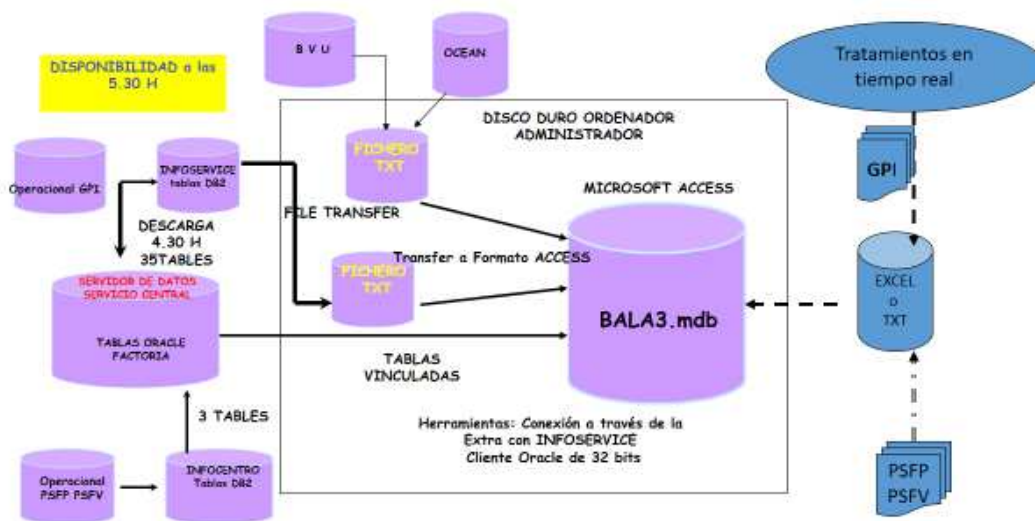 DISPONIBILIDAD a las
5.30 H
B V U
OCEAN
Tratamientos en
tiempo real
DISCO DURO ORDENADOR
ADMINISTRADOR
FICHERO
TXT
GPI
Operacional GPI
INFOSERVICE
tablas DB2
MICROSOFT ACCESS
FILE TRANSFER
DESCARGA
4.30 H
35TABLES
Transfer a Formato ACCESS
FICHERO
TXT
SERVIDOR DE DATOS
SERVICIO CENTRAL
TABLAS ORACLE
FACTORIA
BALA3.mdb
EXCEL
o
TXT
TABLAS
VINCULADAS
3 TABLES
Herramientas: Conexión a través de la
Extra con INFOSERVICE
Cliente Oracle de 32 bits
Operacional
PSFP PSFV
INFOCENTRO
Tablas DB2
PSFP
PSFV